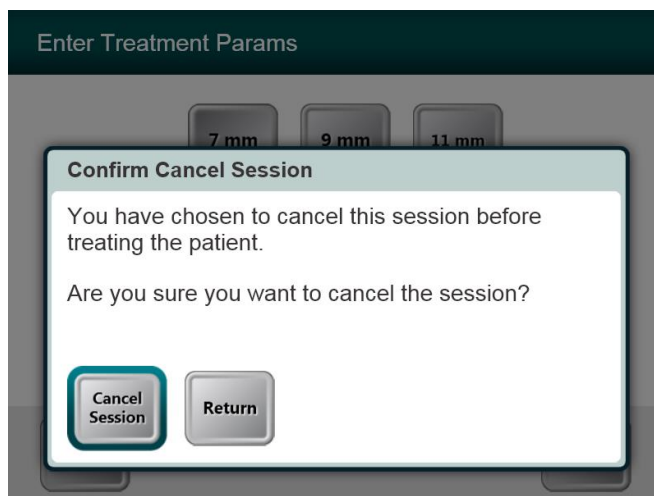 Enter Treatment Params
7 mm 9 mm 11 mm
Confirm Cancel Session
You have chosen to cancel this session before
treating the patient.
Are you sure you want to cancel the session?
Cancel
Session
Return